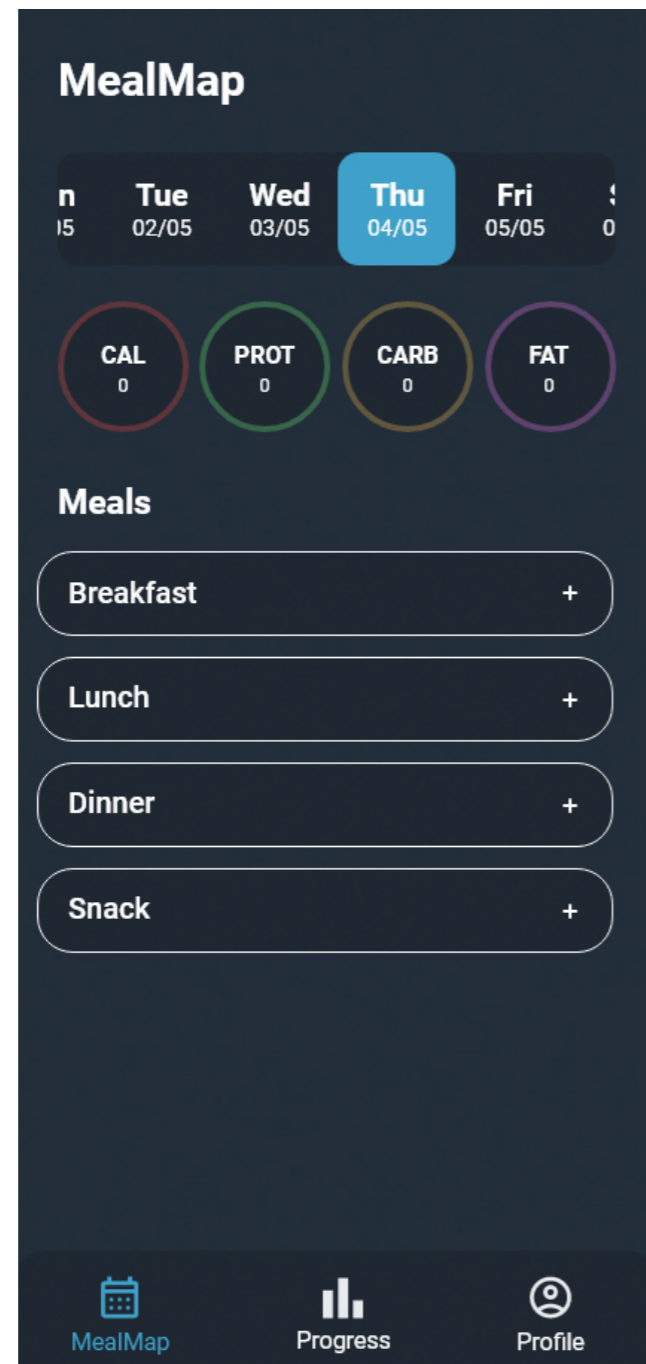 MealMap
n Tue Wed Thu Fri
02/05 03/05 04/05 05/05 0
CAL PROT CARB FAT
0 0 0 0
Meals
Breakfast +
Lunch +
Dinner +
Snack +
MealMap Progress Profile